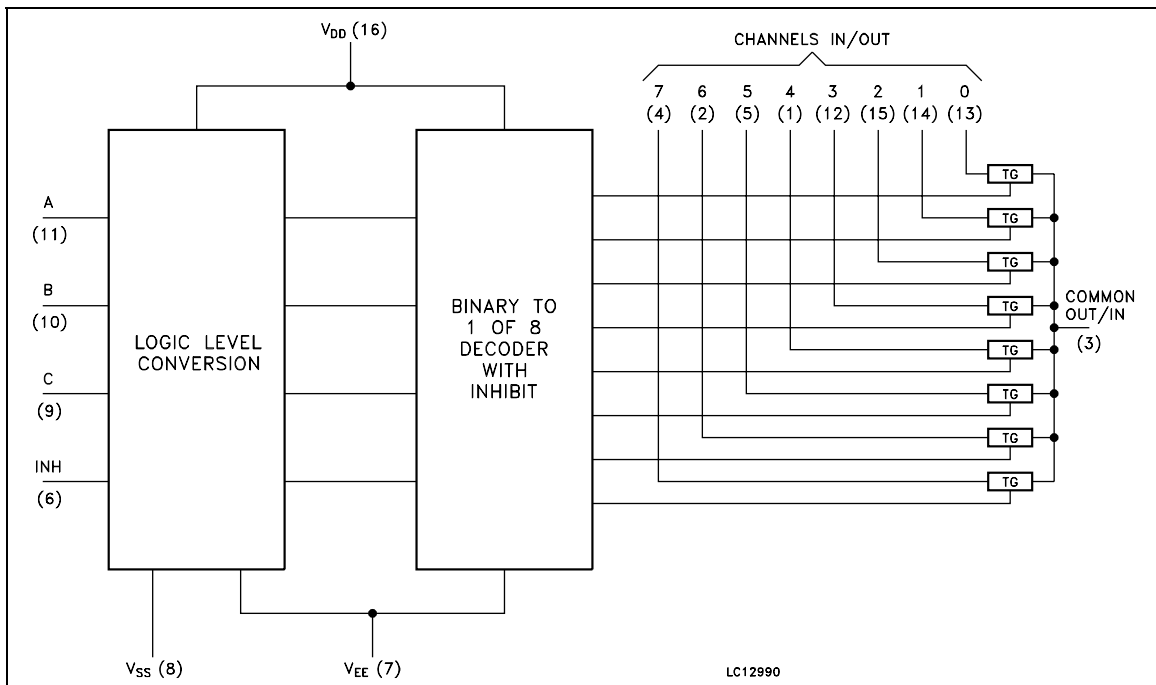 V_DD (16)
CHANNELS IN/OUT
7 6 5 4 3 2 1 0
(4) (2) (5) (1) (12) (15) (14) (13)
TG
A
(11)
TG
TG
B
(10)
BINARY TO
1 OF 8
DECODER
WITH
INHIBIT
TG
COMMON
OUT/IN
(3)
LOGIC LEVEL
CONVERSION
TG
C
(9)
TG
TG
INH
(6)
TG
V_SS (8)
V_EE (7)
LC12990